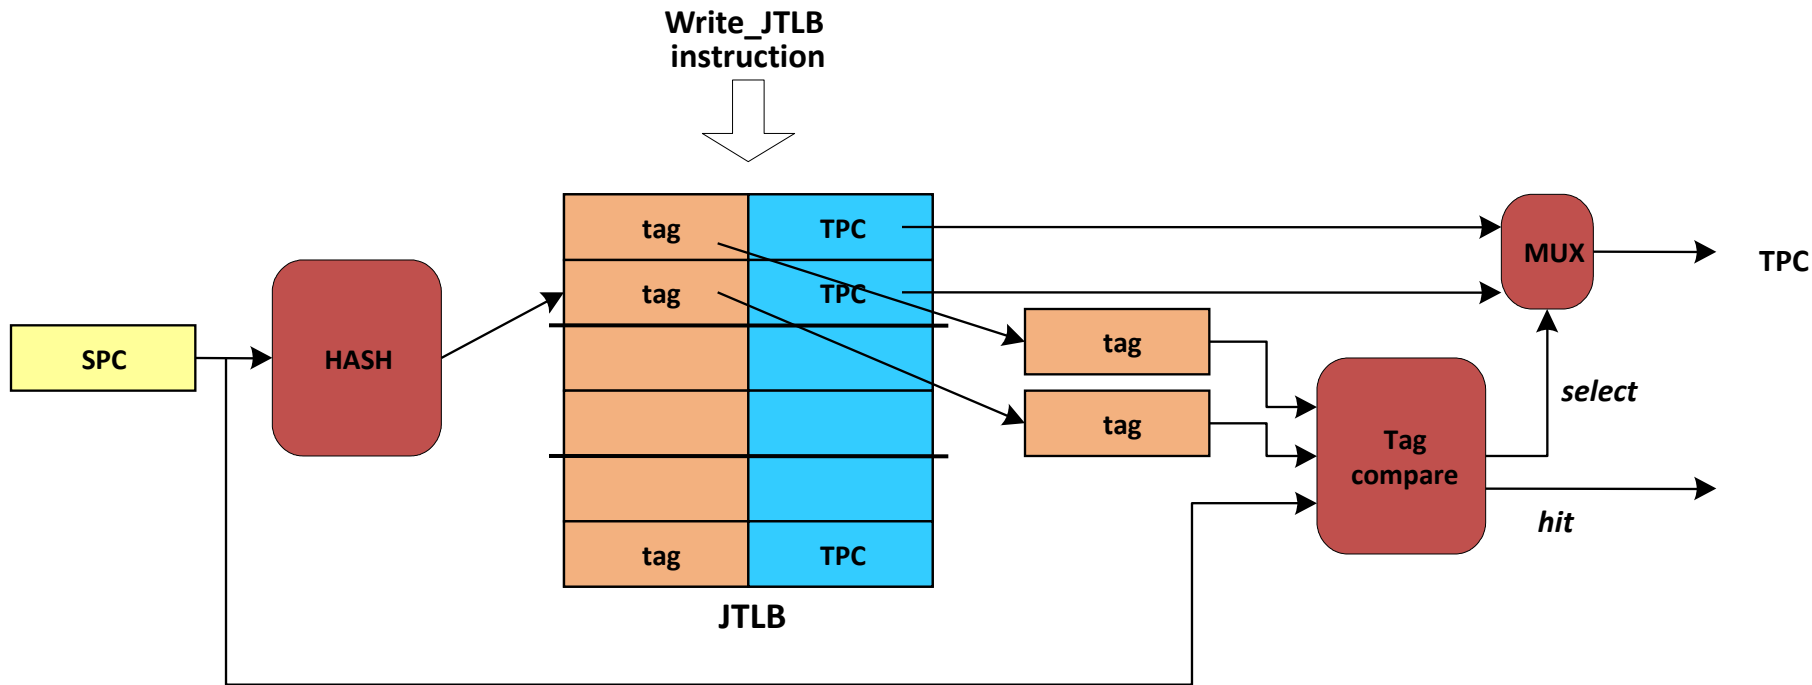 Write_JTLB
instruction
tag TPC
MUX
TPC
tag TPC
SPC
HASH
tag
tag
select
Tag
compare
hit
tag TPC
JTLB